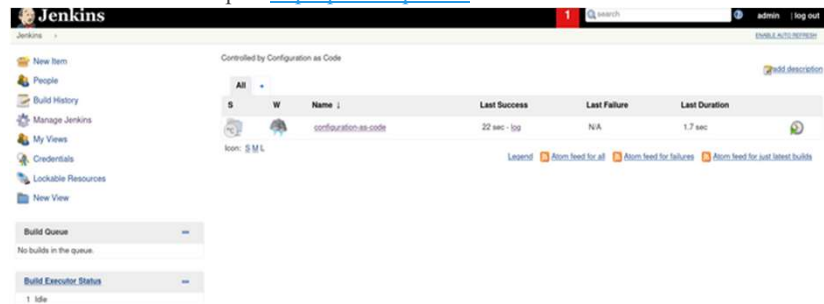 Jenkins
1 search admin | log out
Jenkins ›
ENABLE AUTO REFRESH
New Item
People
Build History
Manage Jenkins
My Views
Credentials
Lockable Resources
New View
Controlled by Configuration as Code
add description
All +
S W Name ↓ Last Success Last Failure Last Duration
configuration-as-code 22 sec - log N/A 1.7 sec
Icon: S M L
Legend Atom feed for all Atom feed for failures Atom feed for just latest builds
Build Queue
No builds in the queue.
Build Executor Status
1 Idle